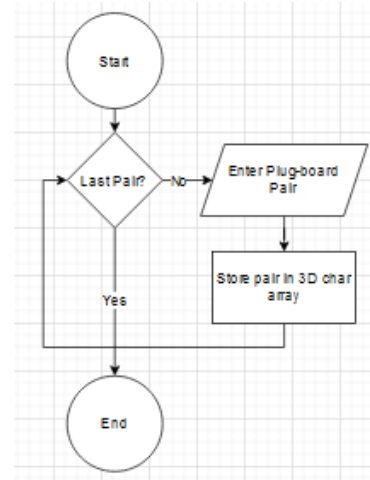 Start
Last Pair?
No
Enter Plug-board
Pair
Store pair in 3D char
array
Yes
End